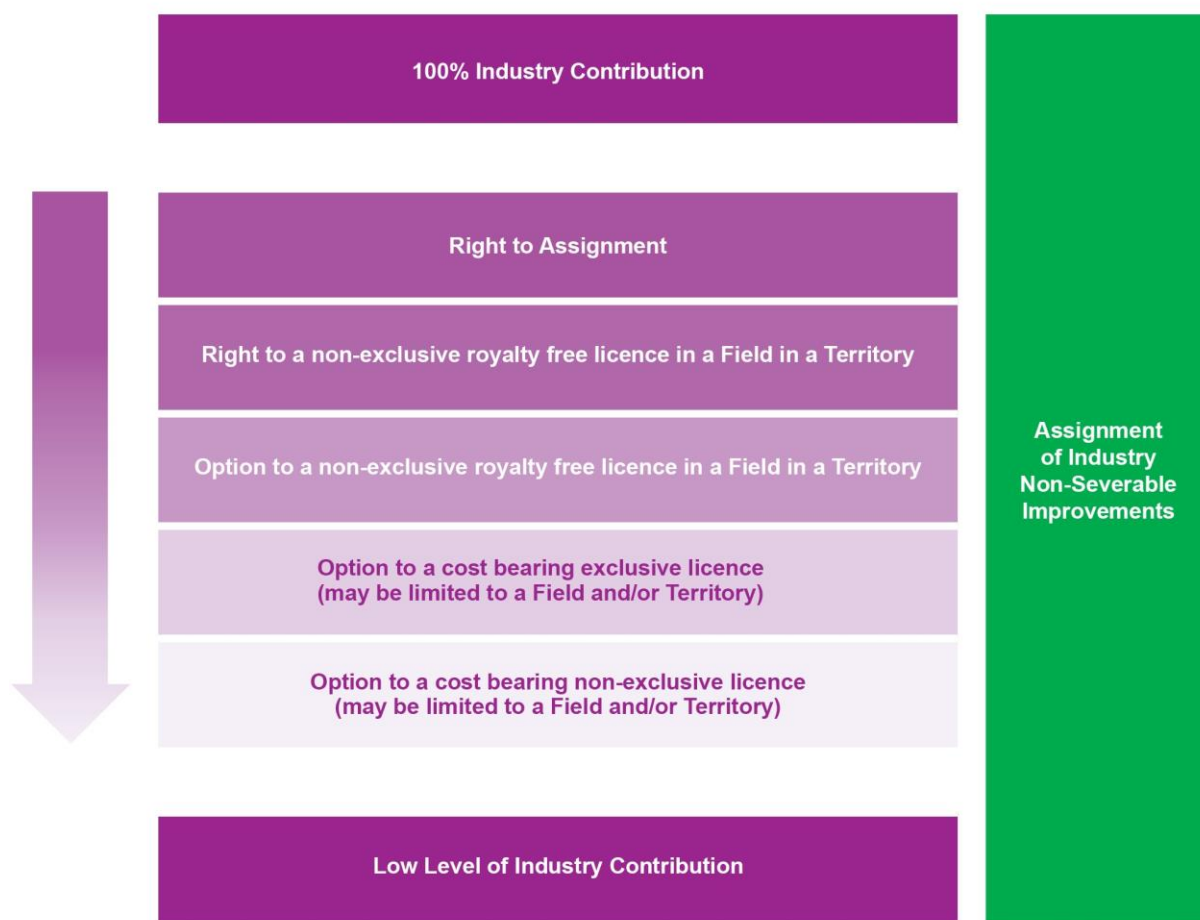 100% Industry Contribution
Right to Assignment
Right to a non-exclusive royalty free licence in a Field in a Territory
Option to a non-exclusive royalty free licence in a Field in a Territory
Option to a cost bearing exclusive licence
(may be limited to a Field and/or Territory)
Option to a cost bearing non-exclusive licence
(may be limited to a Field and/or Territory)
Low Level of Industry Contribution
Assignment
of Industry
Non-Severable
Improvements